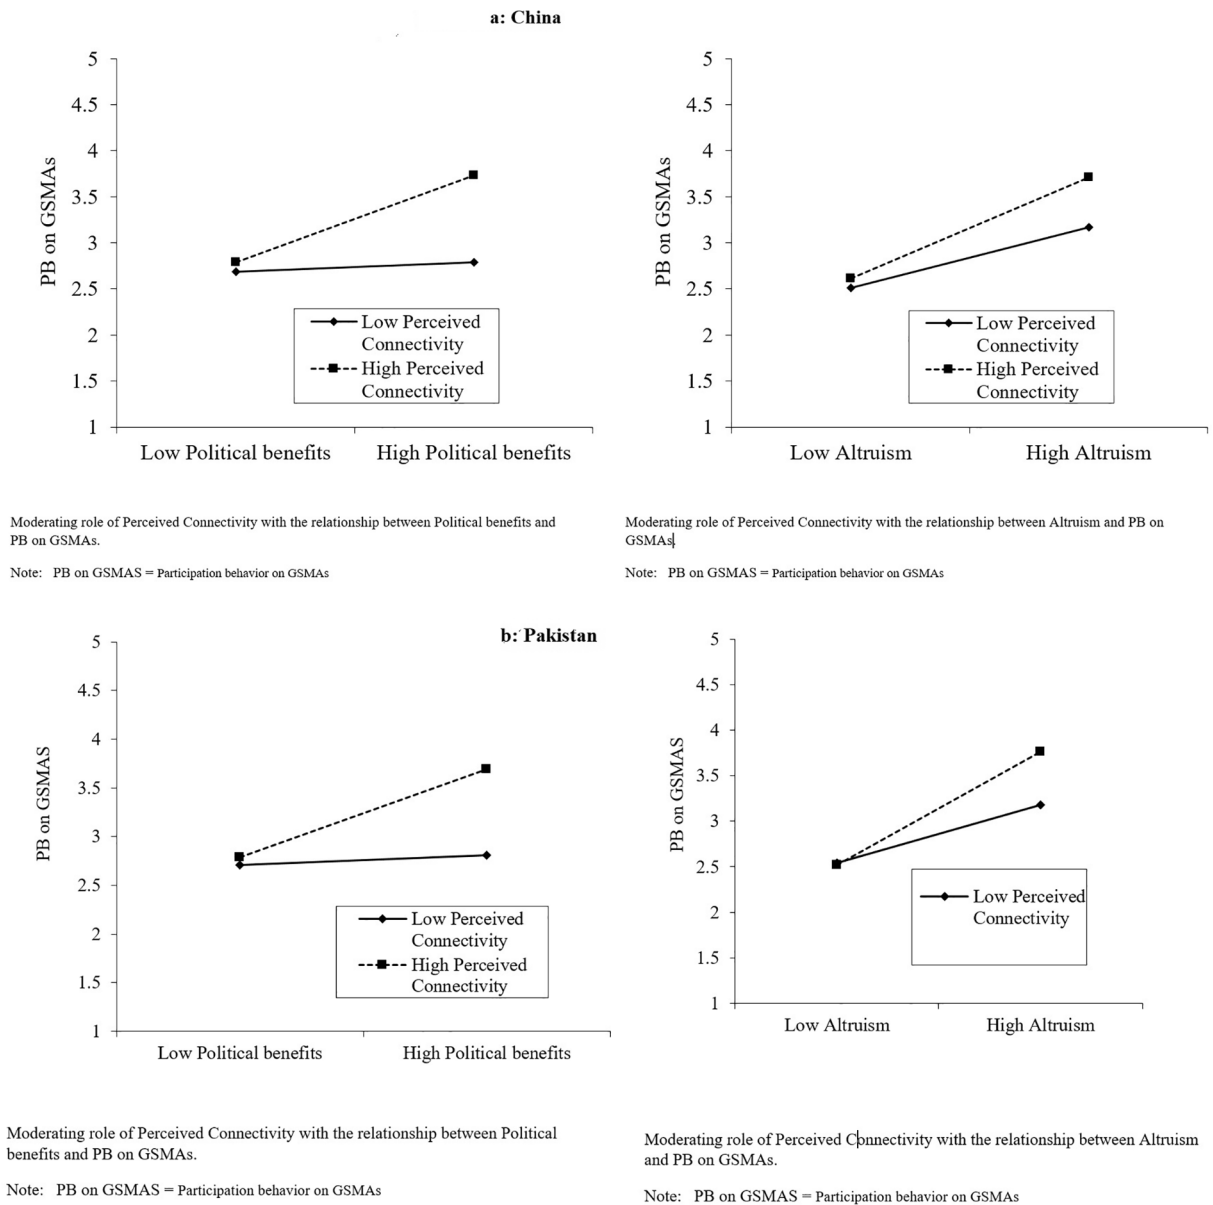 a: China
PB on GSMAs
5
4.5
4
3.5
3
2.5
2
1.5
1
Low Perceived
Connectivity
High Perceived
Connectivity
Low Political benefits
High Political benefits
Moderating role of Perceived Connectivity with the relationship between Political benefits and
PB on GSMAs.
Note: PB on GSMAS = Participation behavior on GSMAs
PB on GSMAs
5
4.5
4
3.5
3
2.5
2
1.5
1
Low Perceived
Connectivity
High Perceived
Connectivity
Low Altruism
High Altruism
Moderating role of Perceived Connectivity with the relationship between Altruism and PB on
GSMAs.
Note: PB on GSMAS = Participation behavior on GSMAs
b: Pakistan
PB on GSMAS
5
4.5
4
3.5
3
2.5
2
1.5
1
Low Perceived
Connectivity
High Perceived
Connectivity
Low Political benefits
High Political benefits
Moderating role of Perceived Connectivity with the relationship between Political
benefits and PB on GSMAs.
Note: PB on GSMAS = Participation behavior on GSMAs
PB on GSMAS
5
4.5
4
3.5
3
2.5
2
1.5
1
Low Perceived
Connectivity
Low Altruism
High Altruism
Moderating role of Perceived Connectivity with the relationship between Altruism
and PB on GSMAs.
Note: PB on GSMAS = Participation behavior on GSMAs